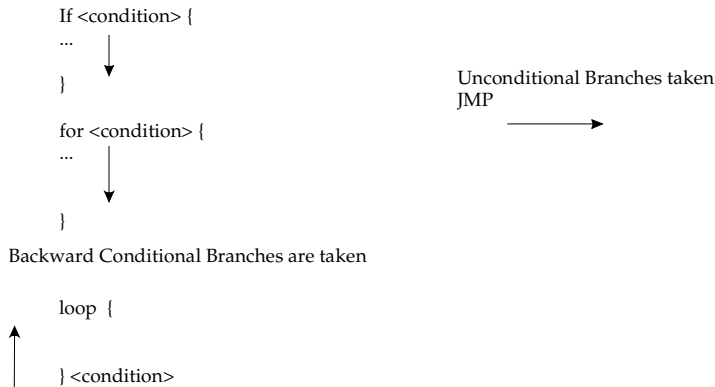 If <condition> {
...
}
for <condition> {
...
}
Unconditional Branches taken
JMP
Backward Conditional Branches are taken
loop {
} <condition>